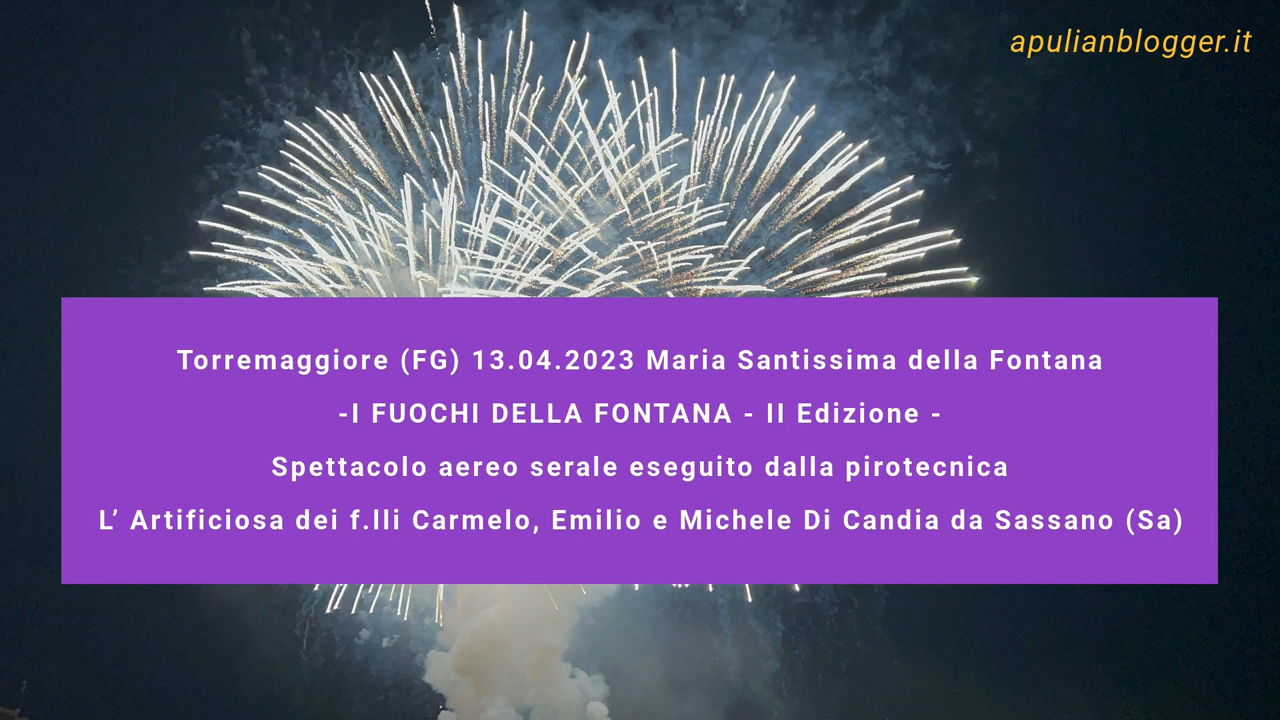 apulianblogger.it
Torremaggiore (FG) 13.04.2023 Maria Santissima della Fontana
-I FUOCHI DELLA FONTANA - II Edizione -
Spettacolo aereo serale eseguito dalla pirotecnica
L’ Artificiosa dei f.lli Carmelo, Emilio e Michele Di Candia da Sassano (Sa)